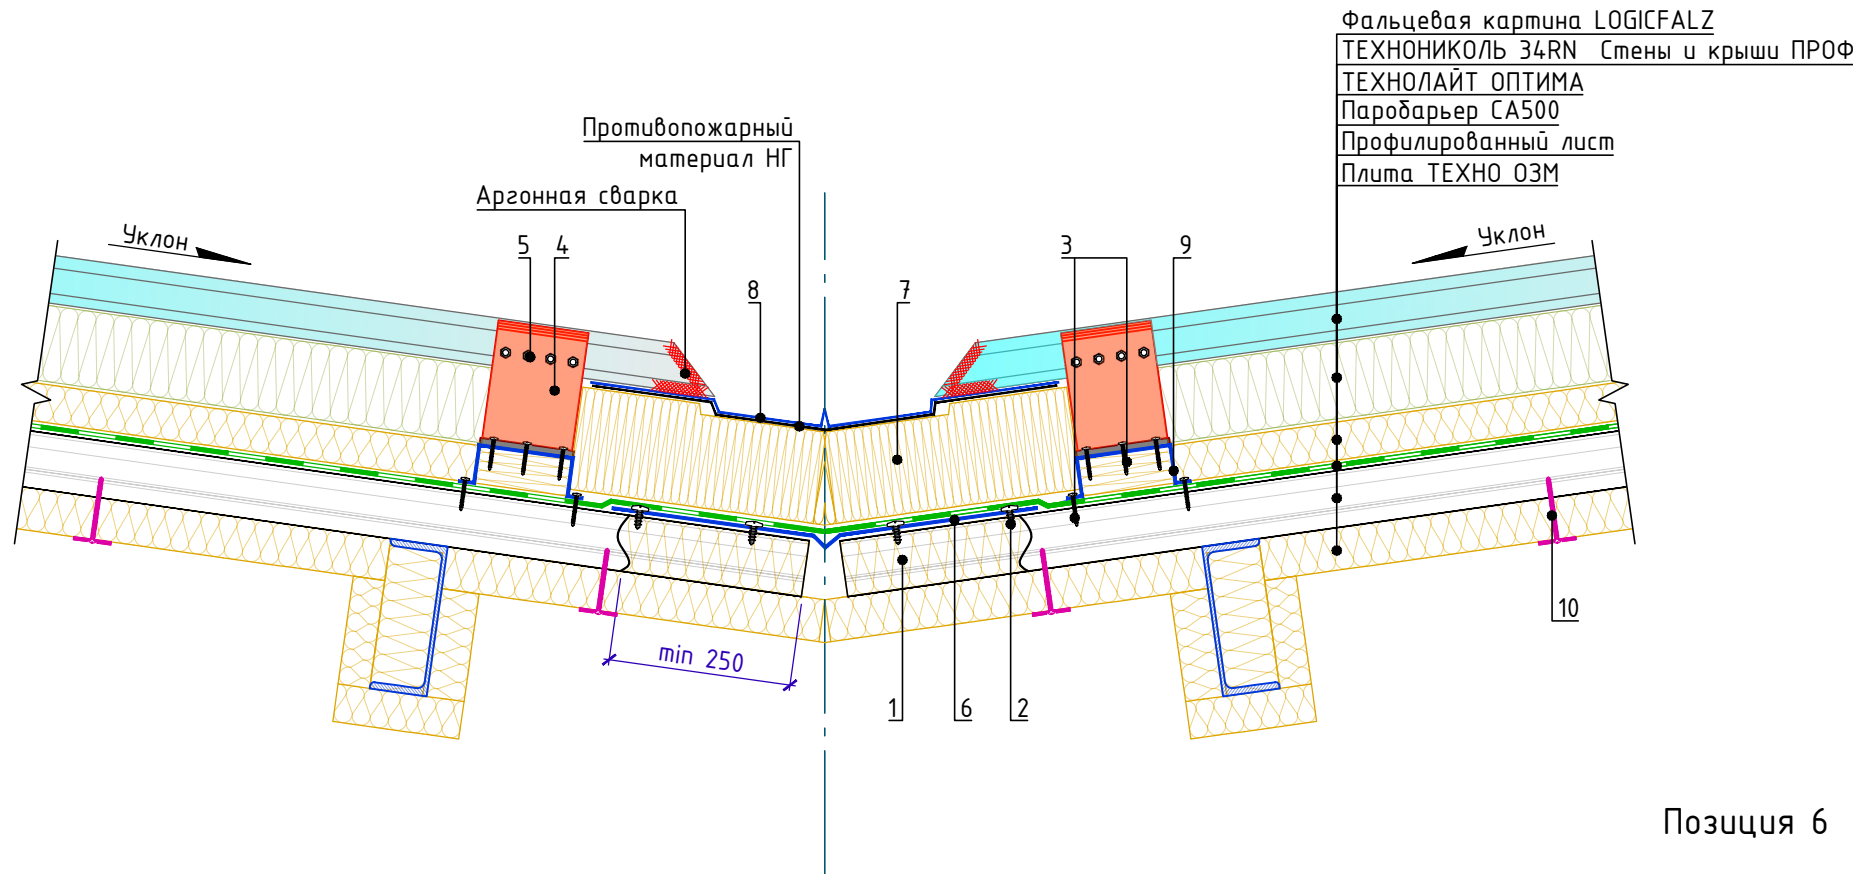 Фальцевая картина LOGICFALZ
ТЕХНОНИКОЛЬ 34RN Стены и крыши ПРОФ
ТЕХНОЛАЙТ ОПТИМА
Паробарьер СА500
Профилированный лист
Плита ТЕХНО ОЗМ
Противопожарный
материал НГ
Аргонная сварка
Уклон
Уклон
5
4
3
9
8
7
10
min 250
1
6
2
Позиция 6